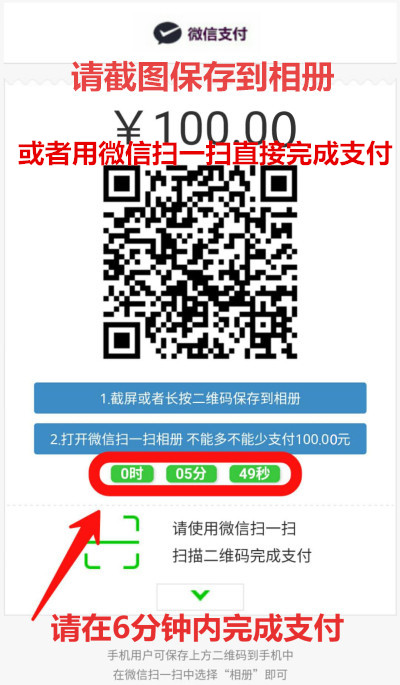 微信支付
请截图保存到相册
￥100.00
或者用微信扫一扫直接完成支付
1.截屏或者长按二维码保存到相册
2.打开微信扫一扫相册 不能多不能少支付100.00元
0时 05分 49秒
请使用微信扫一扫
扫描二维码完成支付
请在6分钟内完成支付
手机用户可保存上方二维码到手机中
在微信扫一扫中选择“相册”即可